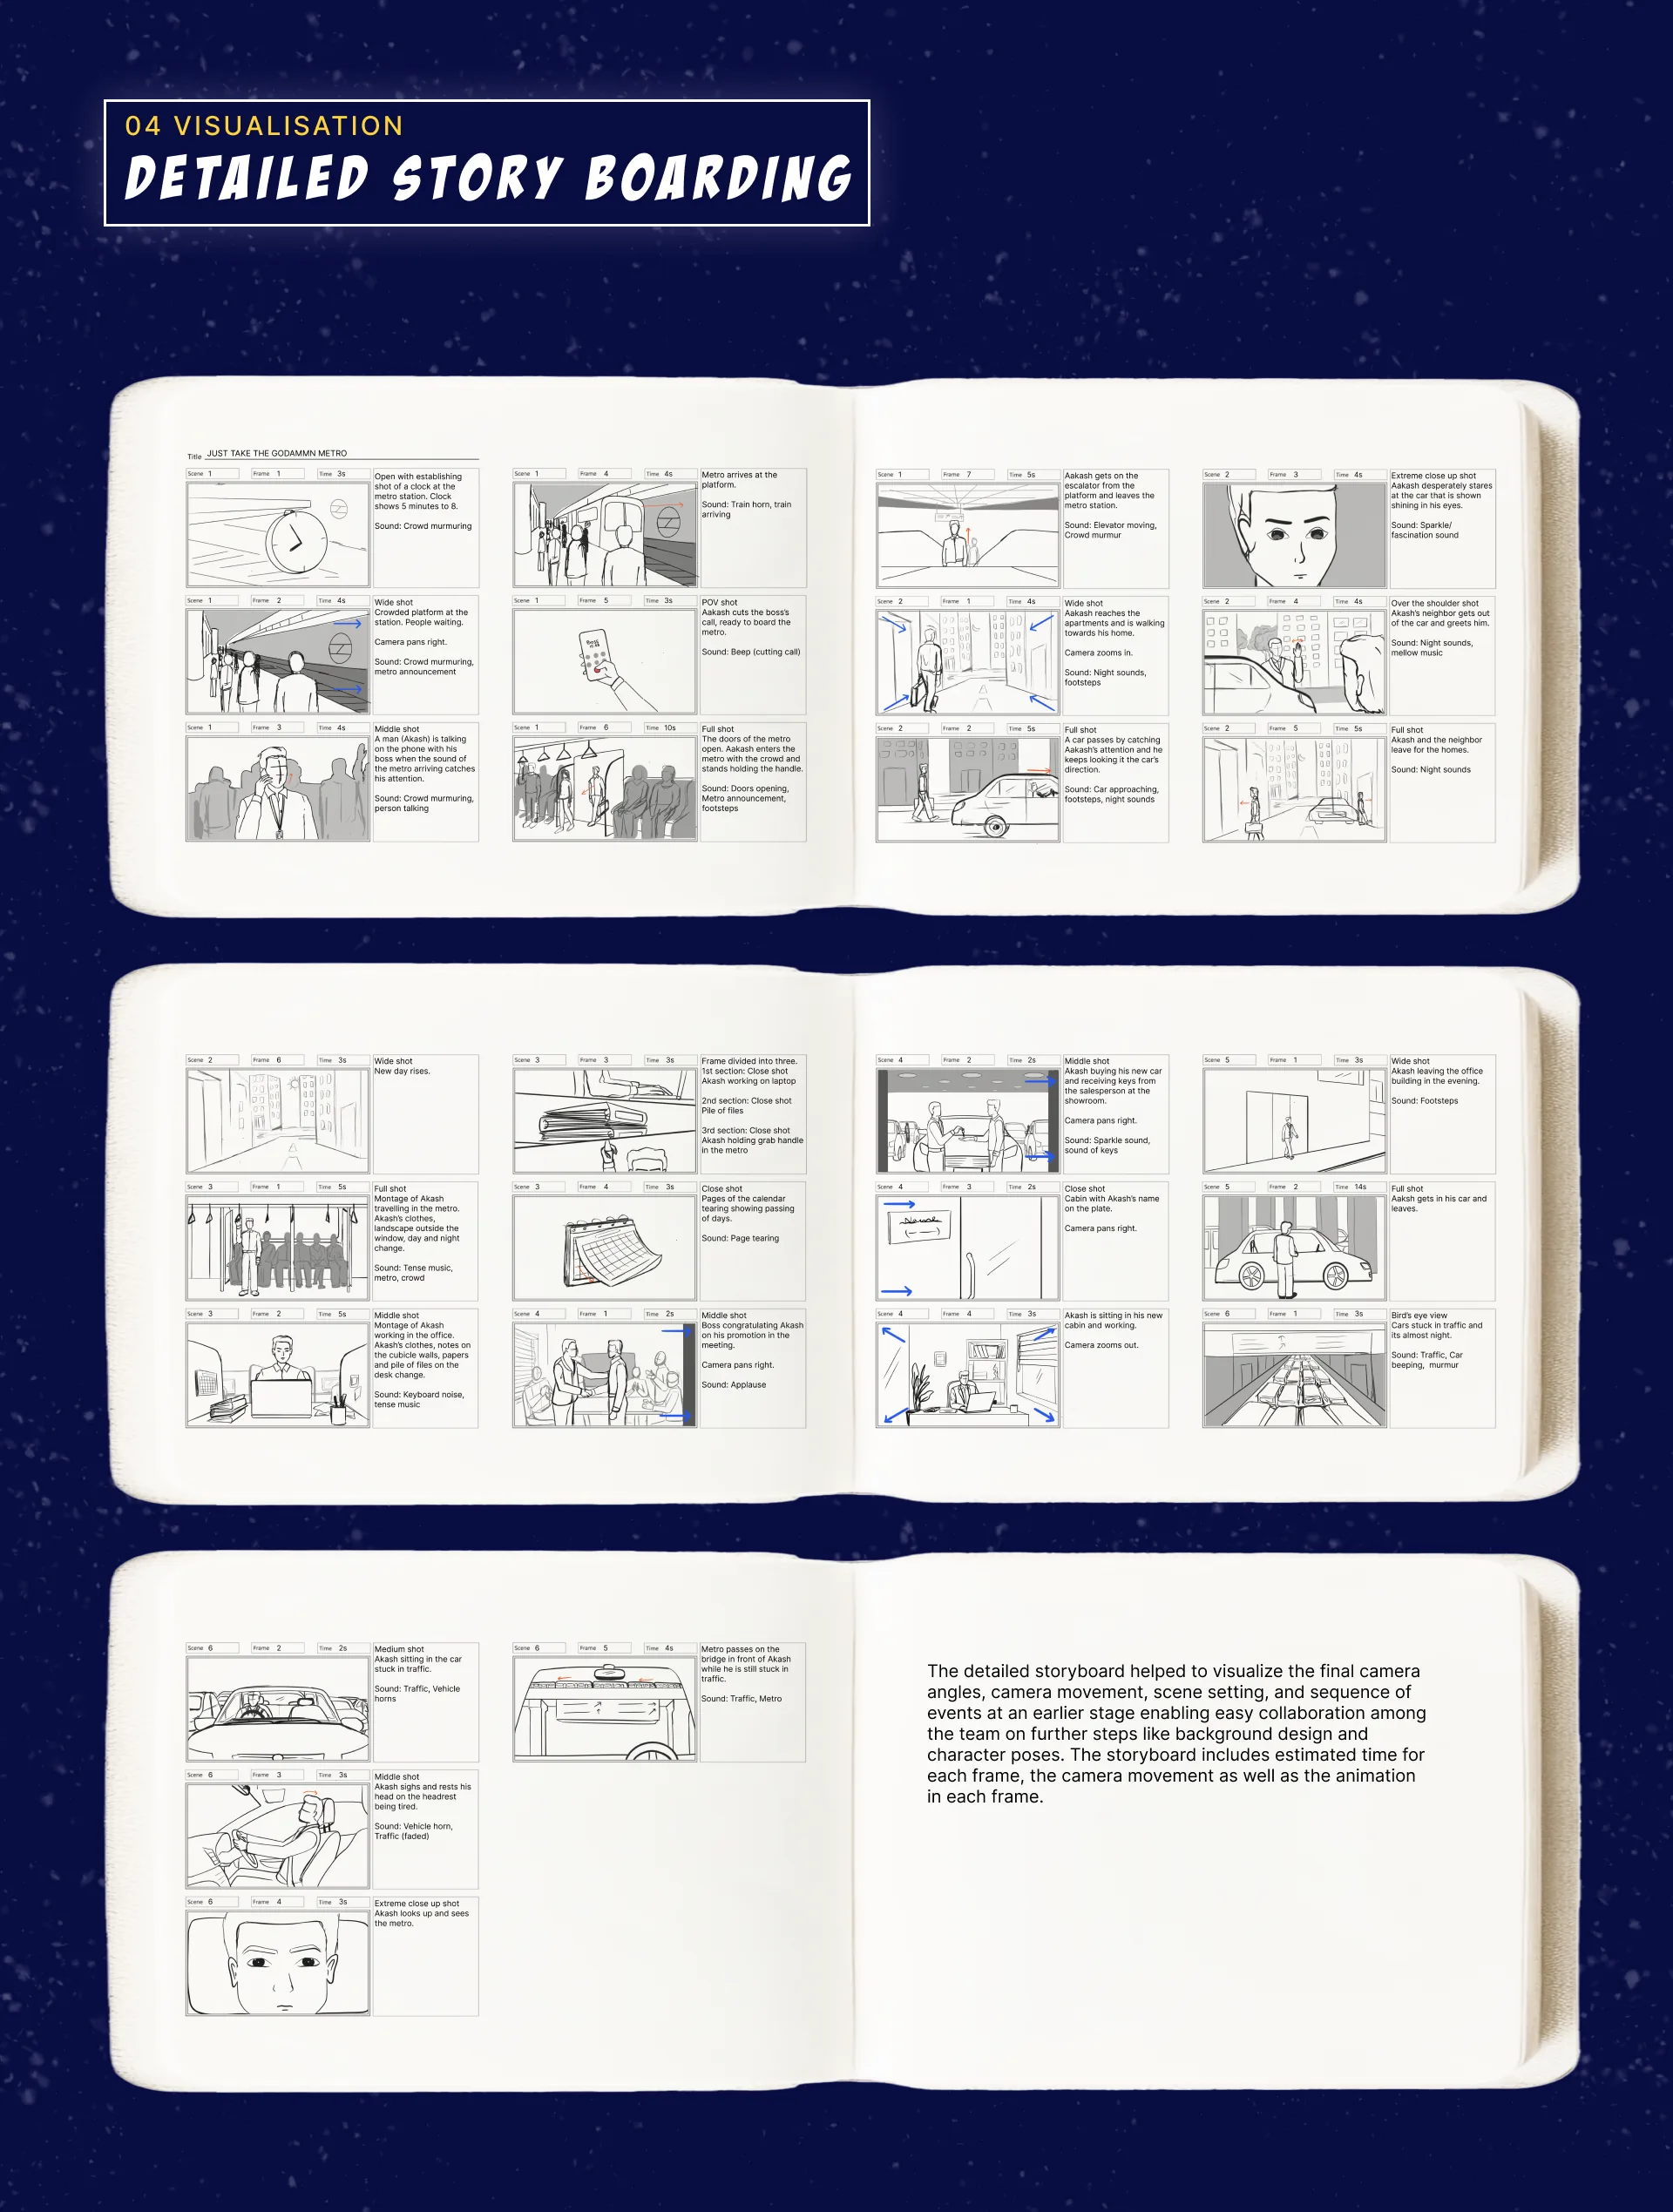 04 VISUALISATION
DETAILED STORY BOARDING
Title JUST TAKE THE GODAMMN METRO
Scene 1 Frame 1 Time 3s
Open with establishing
shot of a clock at the
metro station. Clock
shows 5 minutes to 8.
Sound: Crowd murmuring
Scene 1 Frame 2 Time 4s
Wide shot
Crowded platform at the
station. People waiting.
Camera pans right.
Sound: Crowd murmuring,
metro announcement
Scene 1 Frame 3 Time 4s
Middle shot
A man (Akash) is talking
on the phone with his
boss when the sound of
the metro arriving catches
his attention.
Sound: Crowd murmuring,
person talking
Scene 1 Frame 4 Time 4s
Metro arrives at the
platform.
Sound: Train horn, train
arriving
Scene 1 Frame 5 Time 3s
POV shot
Aakash cuts the boss's
call, ready to board the
metro.
Sound: Beep (cutting call)
Scene 1 Frame 6 Time 10s
Full shot
The doors of the metro
open. Aakash enters the
metro with the crowd and
stands holding the handle.
Sound: Doors opening,
Metro announcement,
footsteps
Scene 1 Frame 7 Time 5s
Aakash gets on the
escalator from the
platform and leaves the
metro station.
Sound: Elevator moving,
Crowd murmur
Scene 2 Frame 1 Time 4s
Wide shot
Aakash reaches the
apartments and is walking
towards his home.
Camera zooms in.
Sound: Night sounds,
footsteps
Scene 2 Frame 2 Time 5s
Full shot
A car passes by catching
Aakash's attention and he
keeps looking it the car's
direction.
Sound: Car approaching,
footsteps, night sounds
Scene 2 Frame 3 Time 4s
Extreme close up shot
Aakash desperately stares
at the car that is shown
shining in his eyes.
Sound: Sparkle/
fascination sound
Scene 2 Frame 4 Time 4s
Over the shoulder shot
Aakash's neighbor gets out
of the car and greets him.
Sound: Night sounds,
mellow music
Scene 2 Frame 5 Time 5s
Full shot
Akash and the neighbor
leave for the homes.
Sound: Night sounds
Scene 2 Frame 6 Time 3s
Wide shot
New day rises.
Scene 3 Frame 1 Time 5s
Full shot
Montage of Akash
travelling in the metro.
Akash's clothes,
landscape outside the
window, day and night
change.
Sound: Tense music,
metro, crowd
Scene 3 Frame 2 Time 5s
Middle shot
Montage of Akash
working in the office.
Akash's clothes, notes on
the cubicle walls, papers
and pile of files on the
desk change.
Sound: Keyboard noise,
tense music
Scene 3 Frame 3 Time 3s
Frame divided into three.
1st section: Close shot
Akash working on laptop
2nd section: Close shot
Pile of files
3rd section: Close shot
Akash holding grab handle
in the metro
Scene 3 Frame 4 Time 3s
Close shot
Pages of the calendar
tearing showing passing
of days.
Sound: Page tearing
Scene 4 Frame 1 Time 2s
Middle shot
Boss congratulating Akash
on his promotion in the
meeting.
Camera pans right.
Sound: Applause
Scene 4 Frame 2 Time 2s
Middle shot
Akash buying his new car
and receiving keys from
the salesperson at the
showroom.
Camera pans right.
Sound: Sparkle sound,
sound of keys
Scene 4 Frame 3 Time 2s
Close shot
Cabin with Akash's name
on the plate.
Camera pans right.
Scene 4 Frame 4 Time 3s
Akash is sitting in his new
cabin and working.
Camera zooms out.
Scene 5 Frame 1 Time 3s
Wide shot
Akash leaving the office
building in the evening.
Sound: Footsteps
Scene 5 Frame 2 Time 14s
Full shot
Aaksh gets in his car and
leaves.
Scene 6 Frame 1 Time 3s
Bird's eye view
Cars stuck in traffic and
its almost night.
Sound: Traffic, Car
beeping, murmur
Scene 6 Frame 2 Time 2s
Medium shot
Akash sitting in the car
stuck in traffic.
Sound: Traffic, Vehicle
horns
Scene 6 Frame 3 Time 3s
Middle shot
Akash sighs and rests his
head on the headrest
being tired.
Sound: Vehicle horn,
Traffic (faded)
Scene 6 Frame 4 Time 3s
Extreme close up shot
Akash looks up and sees
the metro.
Scene 6 Frame 5 Time 4s
Metro passes on the
bridge in front of Akash
while he is still stuck in
traffic.
Sound: Traffic, Metro
The detailed storyboard helped to visualize the final camera
angles, camera movement, scene setting, and sequence of
events at an earlier stage enabling easy collaboration among
the team on further steps like background design and
character poses. The storyboard includes estimated time for
each frame, the camera movement as well as the animation
in each frame.